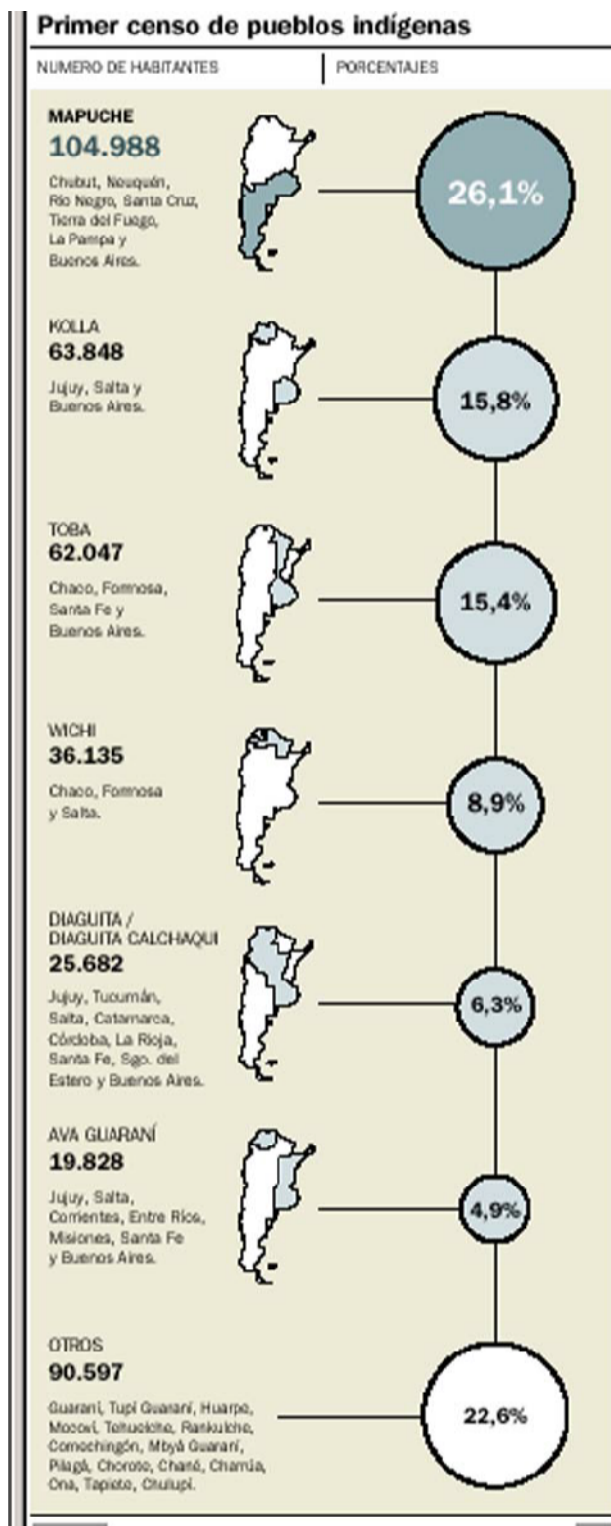 Primer censo de pueblos indígenas
NUMERO DE HABITANTES
PORCENTAJES
MAPUCHE
104.988
Chubut, Neuquén,
Río Negro, Santa Cruz,
Tierra del Fuego,
La Pampa y
Buenos Aires.
26,1%
KOLLA
63.848
Jujuy, Salta y
Buenos Aires.
15,8%
TOBA
62.047
Chaco, Formosa,
Santa Fe y
Buenos Aires.
15,4%
WICHI
36.135
Chaco, Formosa
y Salta.
8,9%
DIAGUITA /
DIAGUITA CALCHAQUI
25.682
Jujuy, Tucumán,
Salta, Catamarca,
Córdoba, La Rioja,
Santa Fe, Sgo. del
Estero y Buenos Aires.
6,3%
AVA GUARANÍ
19.828
Jujuy, Salta,
Corrientes, Entre Ríos,
Misiones, Santa Fe
y Buenos Aires.
4,9%
OTROS
90.597
Guaraní, Tupí Guaraní, Huarpe,
Mocoví, Tehuelche, Rankulche,
Comechingón, Mbyá Guaraní,
Pilagá, Chorote, Chané, Charrúa,
Ona, Tapiete, Chulupí.
22,6%